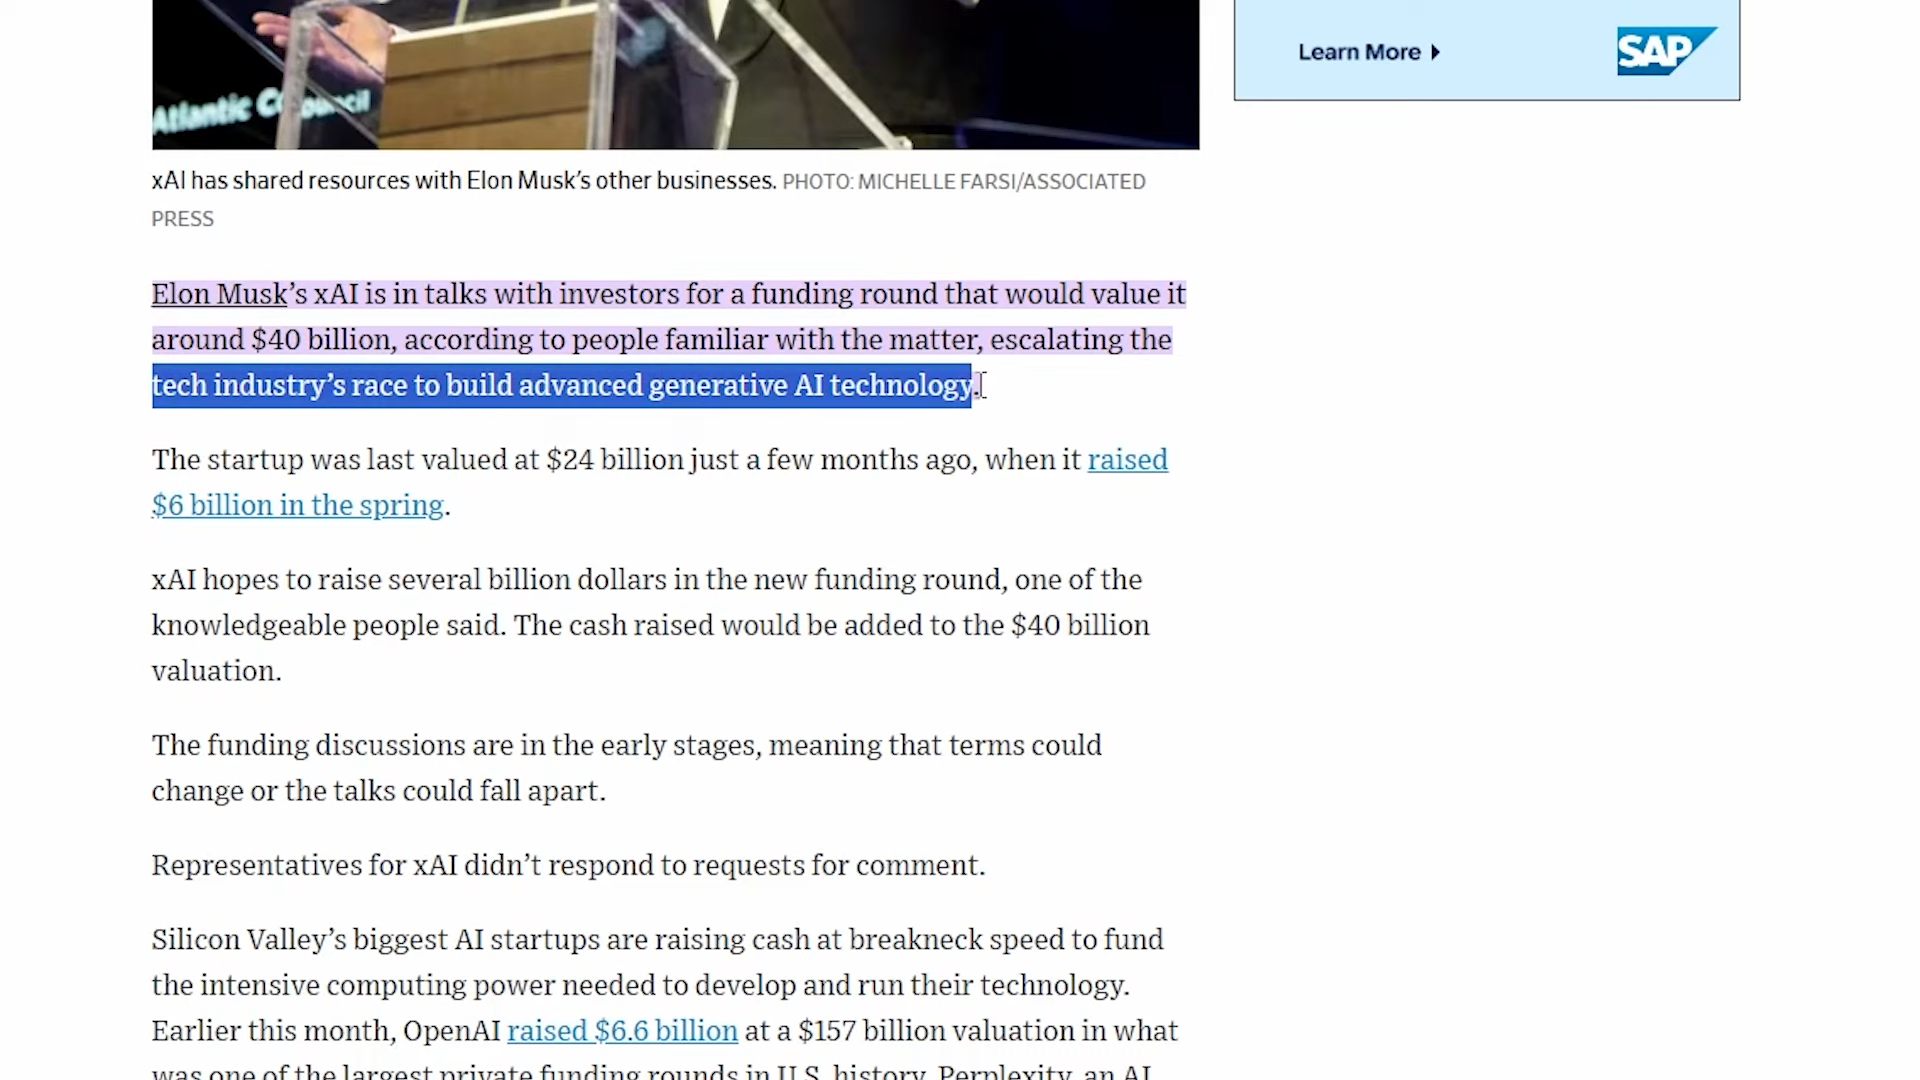 Atlantic Council
Learn More
SAP
xAI has shared resources with Elon Musk’s other businesses. PHOTO: MICHELLE FARSI/ASSOCIATED
PRESS
Elon Musk’s xAI is in talks with investors for a funding round that would value it
around $40 billion, according to people familiar with the matter, escalating the
tech industry’s race to build advanced generative AI technology.
The startup was last valued at $24 billion just a few months ago, when it raised
$6 billion in the spring.
xAI hopes to raise several billion dollars in the new funding round, one of the
knowledgeable people said. The cash raised would be added to the $40 billion
valuation.
The funding discussions are in the early stages, meaning that terms could
change or the talks could fall apart.
Representatives for xAI didn’t respond to requests for comment.
Silicon Valley’s biggest AI startups are raising cash at breakneck speed to fund
the intensive computing power needed to develop and run their technology.
Earlier this month, OpenAI raised $6.6 billion at a $157 billion valuation in what
was one of the largest private funding rounds in U.S. history. Perplexity, an AI